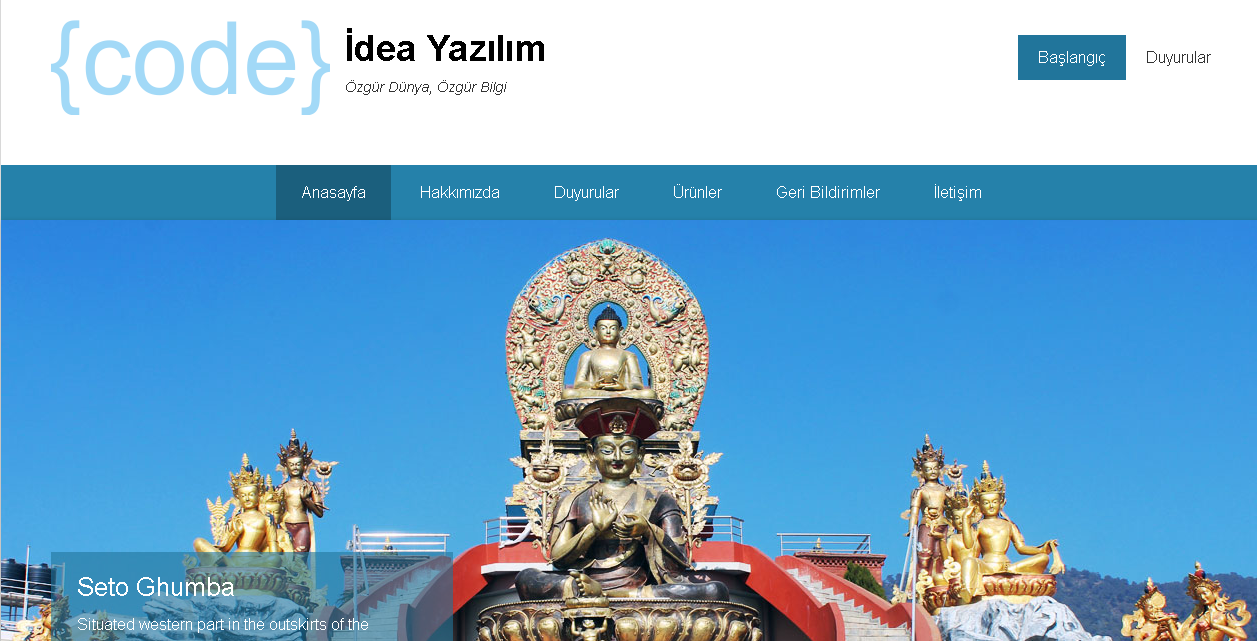 {code}
İdea Yazılım
Özgür Dünya, Özgür Bilgi
Başlangıç
Duyurular
Anasayfa
Hakkımızda
Duyurular
Ürünler
Geri Bildirimler
İletişim
Seto Ghumba
Situated western part in the outskirts of the